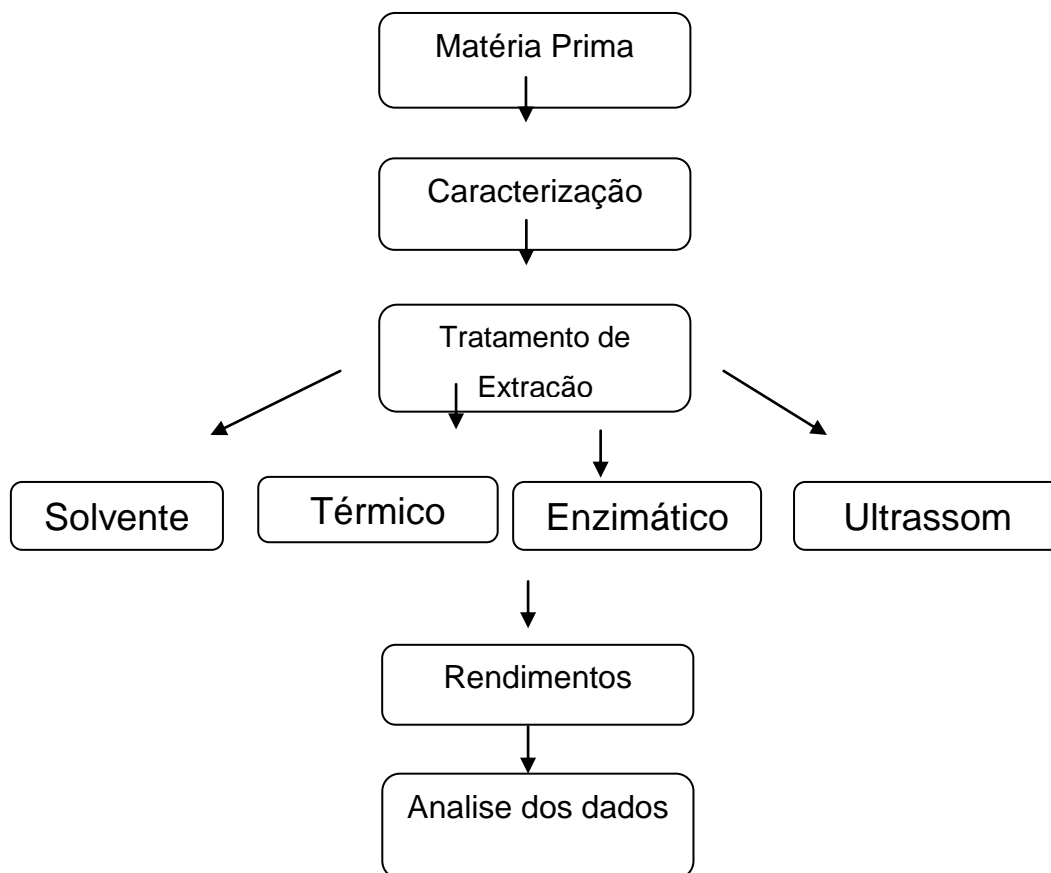 Matéria Prima
Caracterização
Tratamento de
Extracão
Solvente
Térmico
Enzimático
Ultrassom
Rendimentos
Analise dos dados